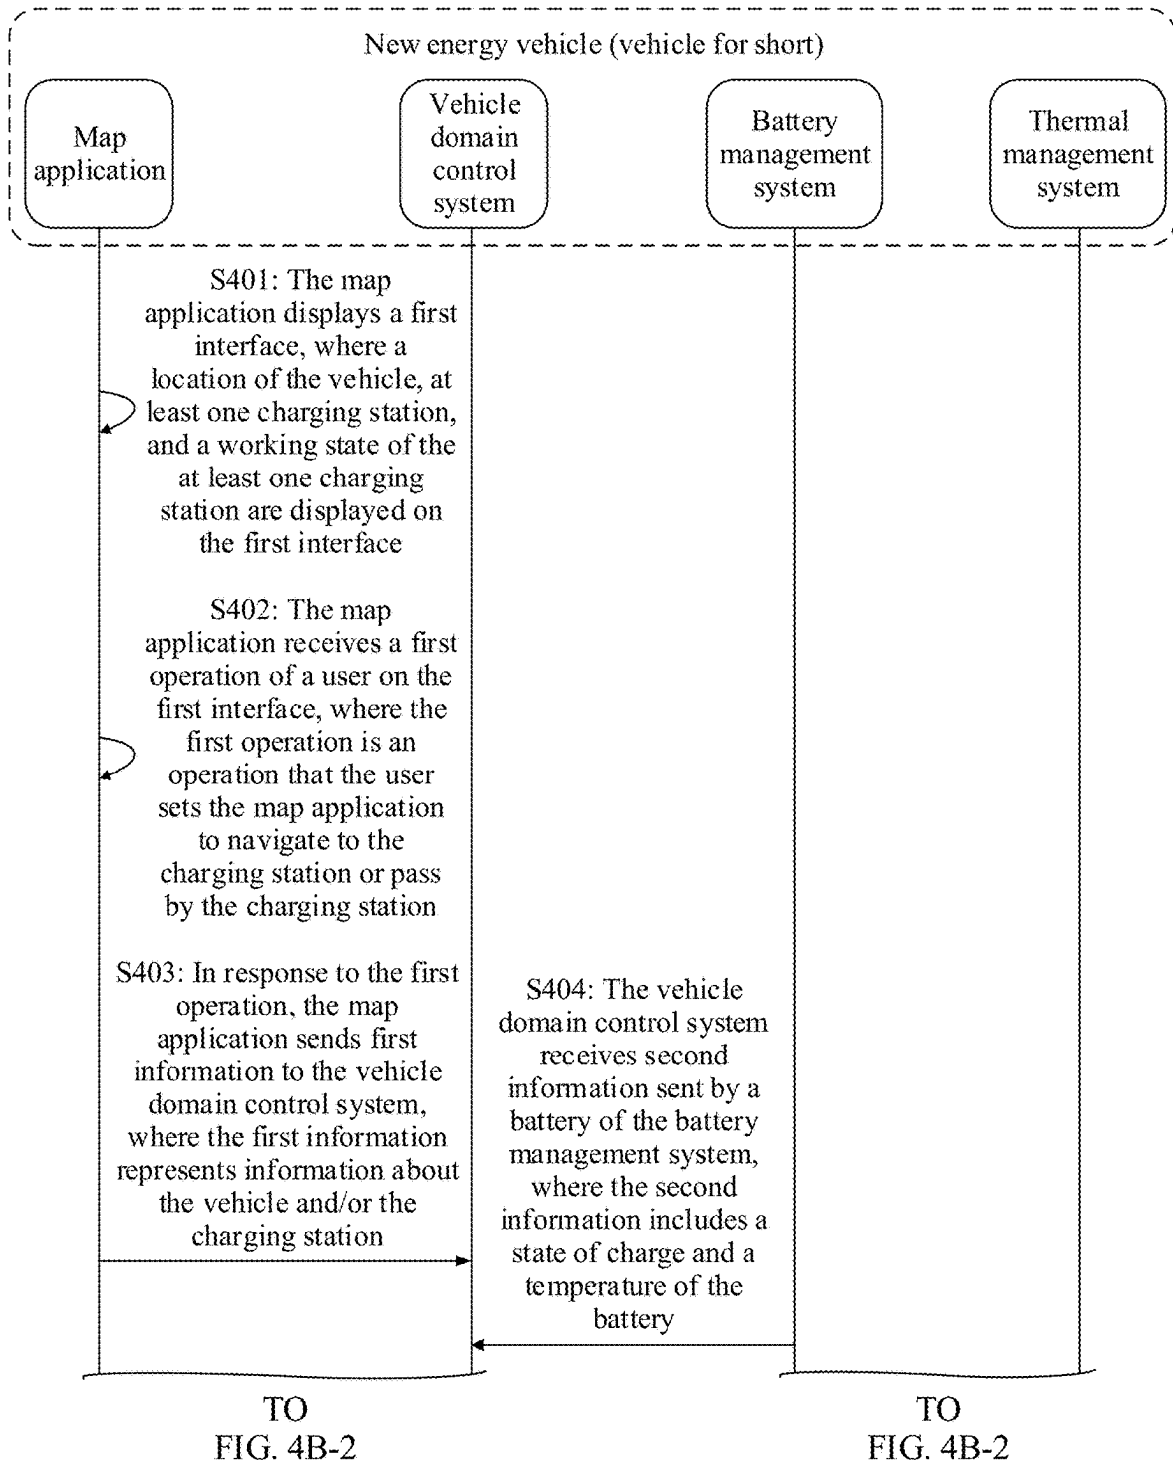 New energy vehicle (vehicle for short)
Map
application
Vehicle
domain
control
system
Battery
management
system
Thermal
management
system
S401: The map
application displays a first
interface, where a
location of the vehicle, at
least one charging station,
and a working state of the
at least one charging
station are displayed on
the first interface
S402: The map
application receives a first
operation of a user on the
first interface, where the
first operation is an
operation that the user
sets the map application
to navigate to the
charging station or pass
by the charging station
S403: In response to the first
operation, the map
application sends first
information to the vehicle
domain control system,
where the first information
represents information about
the vehicle and/or the
charging station
S404: The vehicle
domain control system
receives second
information sent by a
battery of the battery
management system,
where the second
information includes a
state of charge and a
temperature of the
battery
TO
FIG. 4B-2
TO
FIG. 4B-2